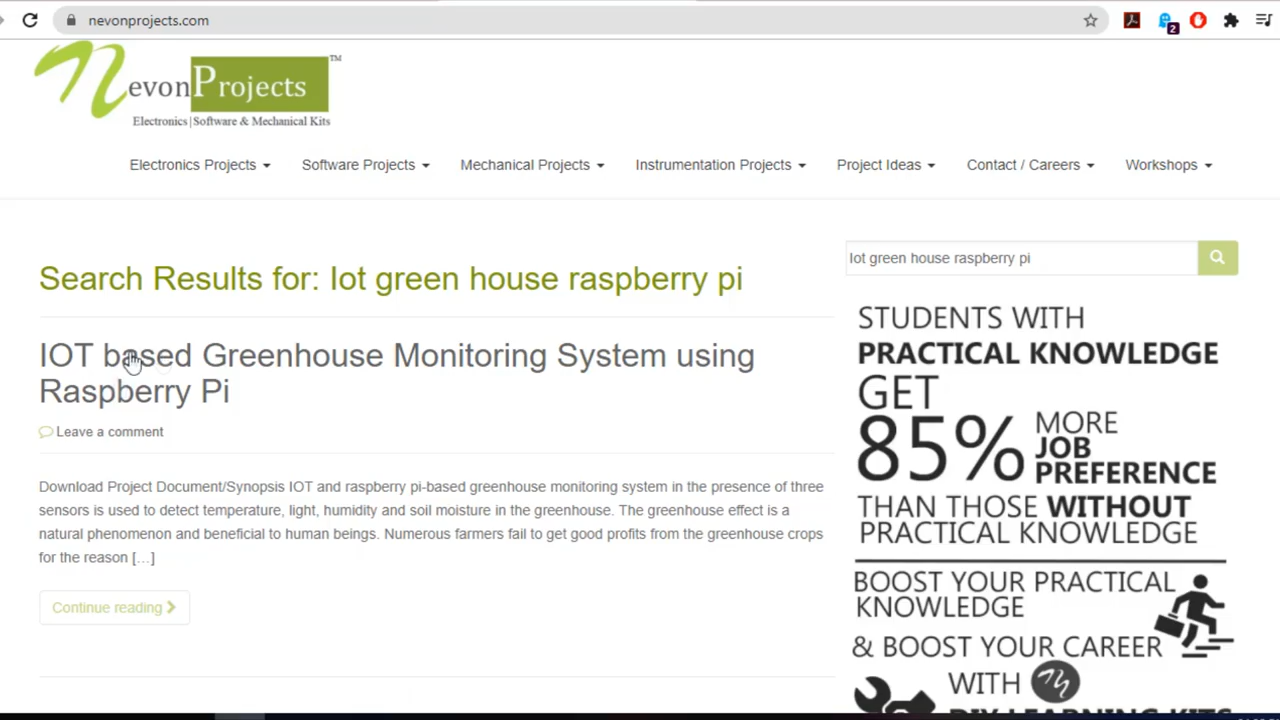 nevonprojects.com
2
NevonProjects™
Electronics|Software & Mechanical Kits
Electronics Projects
Software Projects
Mechanical Projects
Instrumentation Projects
Project Ideas
Contact / Careers
Workshops
Search Results for: Iot green house raspberry pi
IOT based Greenhouse Monitoring System using
Raspberry Pi
Leave a comment
Download Project Document/Synopsis IOT and raspberry pi-based greenhouse monitoring system in the presence of three
sensors is used to detect temperature, light, humidity and soil moisture in the greenhouse. The greenhouse effect is a
natural phenomenon and beneficial to human beings. Numerous farmers fail to get good profits from the greenhouse crops
for the reason […]
Continue reading
Iot green house raspberry pi
STUDENTS WITH
PRACTICAL KNOWLEDGE
GET
85%
MORE
JOB
PREFERENCE
THAN THOSE WITHOUT
PRACTICAL KNOWLEDGE
BOOST YOUR PRACTICAL
KNOWLEDGE
& BOOST YOUR CAREER
WITH
DIY LEARNING KITS